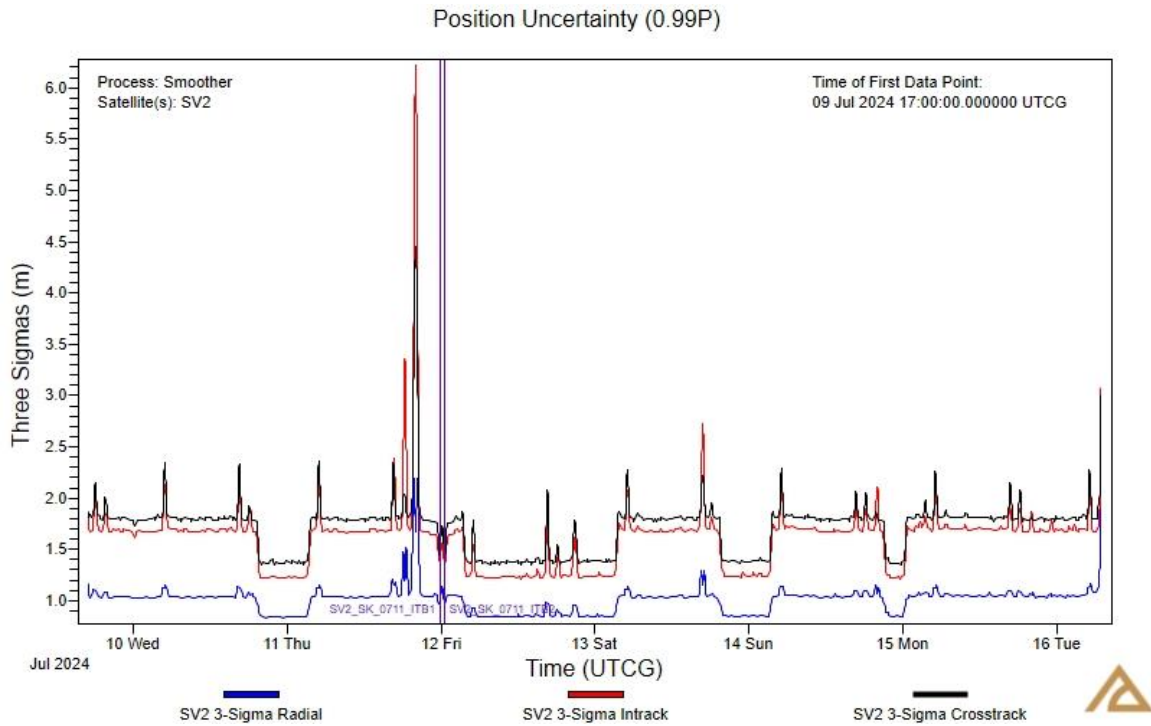 Position Uncertainty (0.99P)
Process: Smoother
Satellite(s): SV2
Time of First Data Point:
09 Jul 2024 17:00:00.000000 UTCG
Three Sigmas (m)
6.0
5.5
5.0
4.5
4.0
3.5
3.0
2.5
2.0
1.5
1.0
SV2_SK_0711_ITB1
SV2_SK_0711_ITB2
10 Wed
11 Thu
12 Fri
13 Sat
14 Sun
15 Mon
16 Tue
Jul 2024
Time (UTCG)
SV2 3-Sigma Radial
SV2 3-Sigma Intrack
SV2 3-Sigma Crosstrack